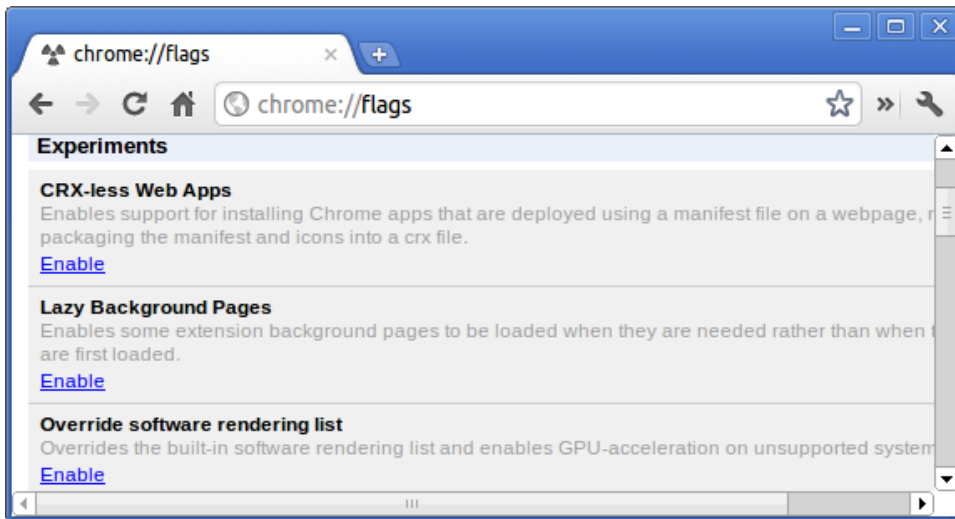 chrome://flags
chrome://flags
Experiments
CRX-less Web Apps
Enables support for installing Chrome apps that are deployed using a manifest file on a webpage,
packaging the manifest and icons into a crx file.
Enable
Lazy Background Pages
Enables some extension background pages to be loaded when they are needed rather than when
are first loaded.
Enable
Override software rendering list
Overrides the built-in software rendering list and enables GPU-acceleration on unsupported system
Enable